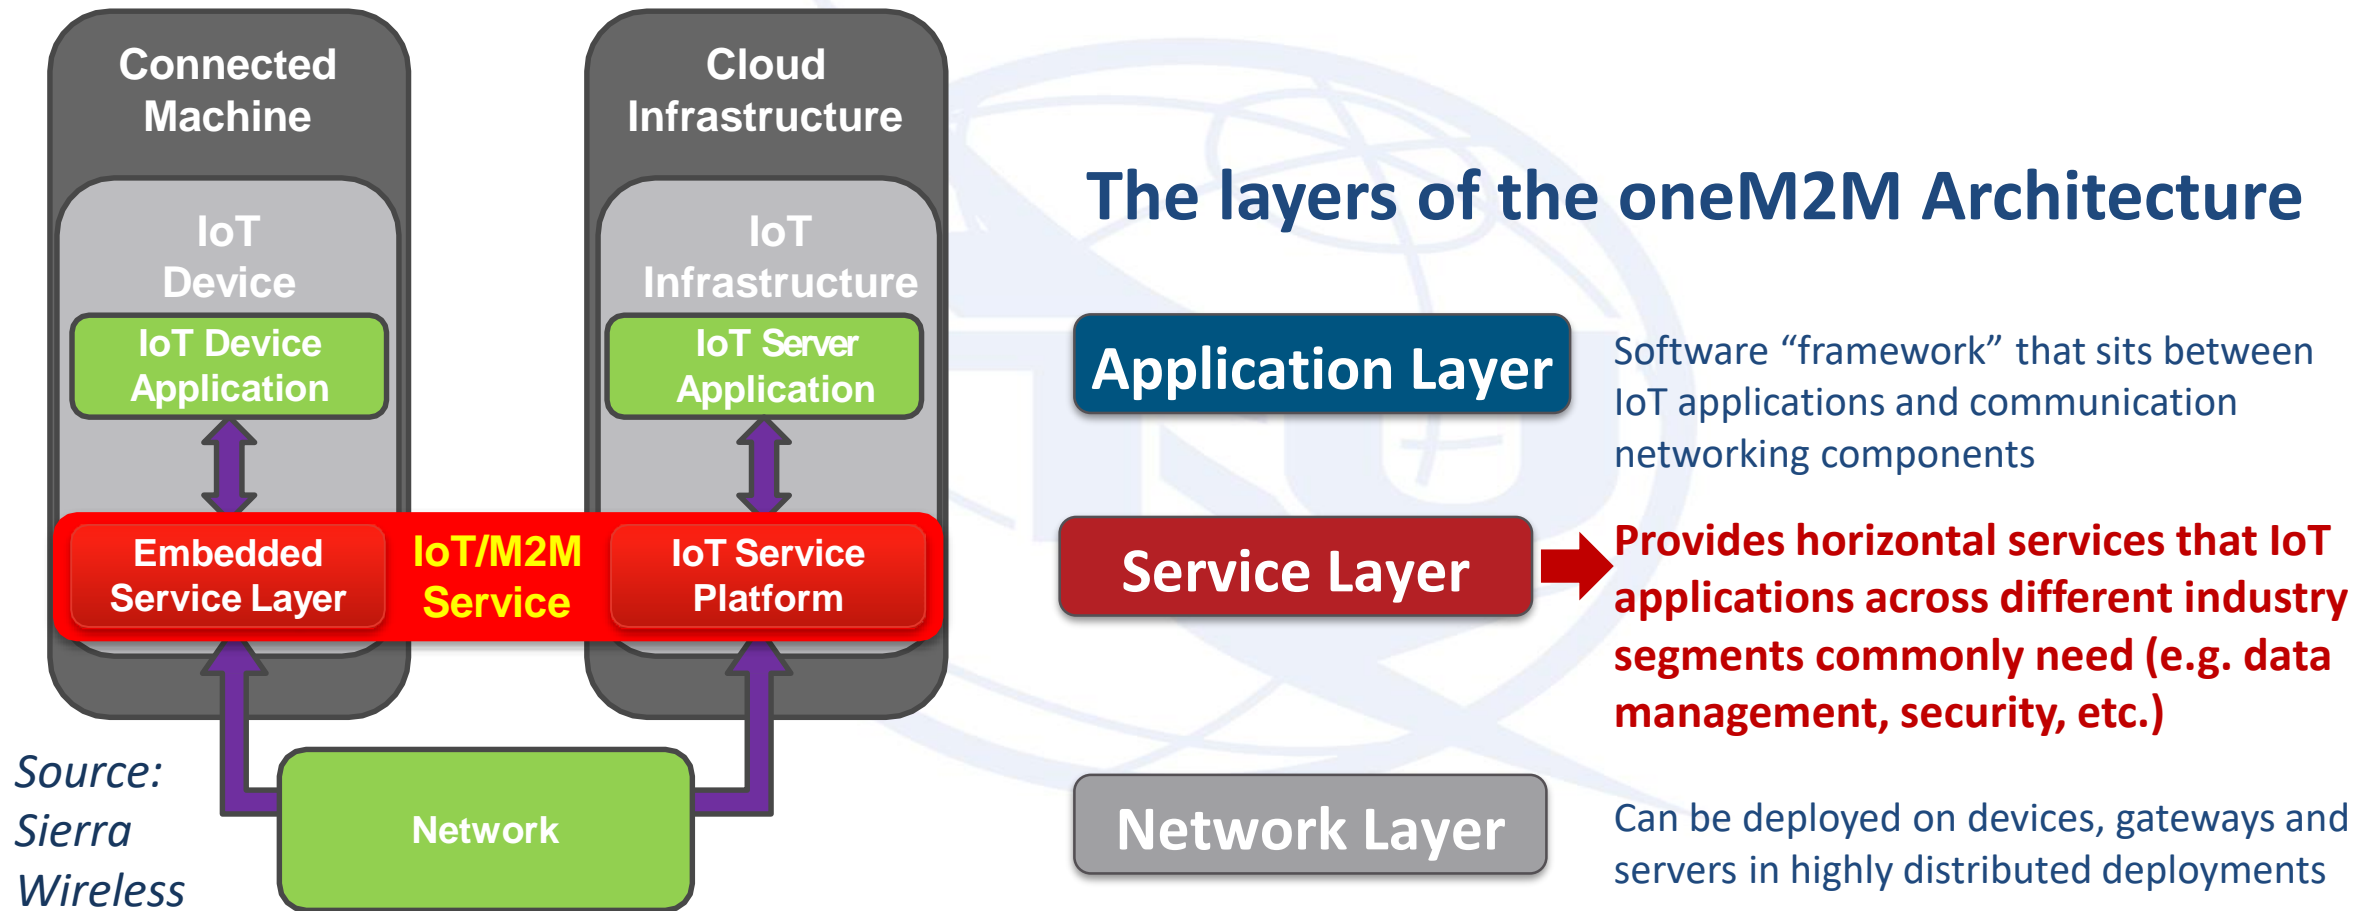 Connected
Machine
IoT
Device
IoT Device
Application
Embedded
Service Layer
IoT/M2M
Service
Cloud
Infrastructure
IoT
Infrastructure
IoT Server
Application
IoT Service
Platform
Network
Source:
Sierra
Wireless
The layers of the oneM2M Architecture
Application Layer
Software “framework” that sits between
IoT applications and communication
networking components
Service Layer
Provides horizontal services that IoT
applications across different industry
segments commonly need (e.g. data
management, security, etc.)
Network Layer
Can be deployed on devices, gateways and
servers in highly distributed deployments